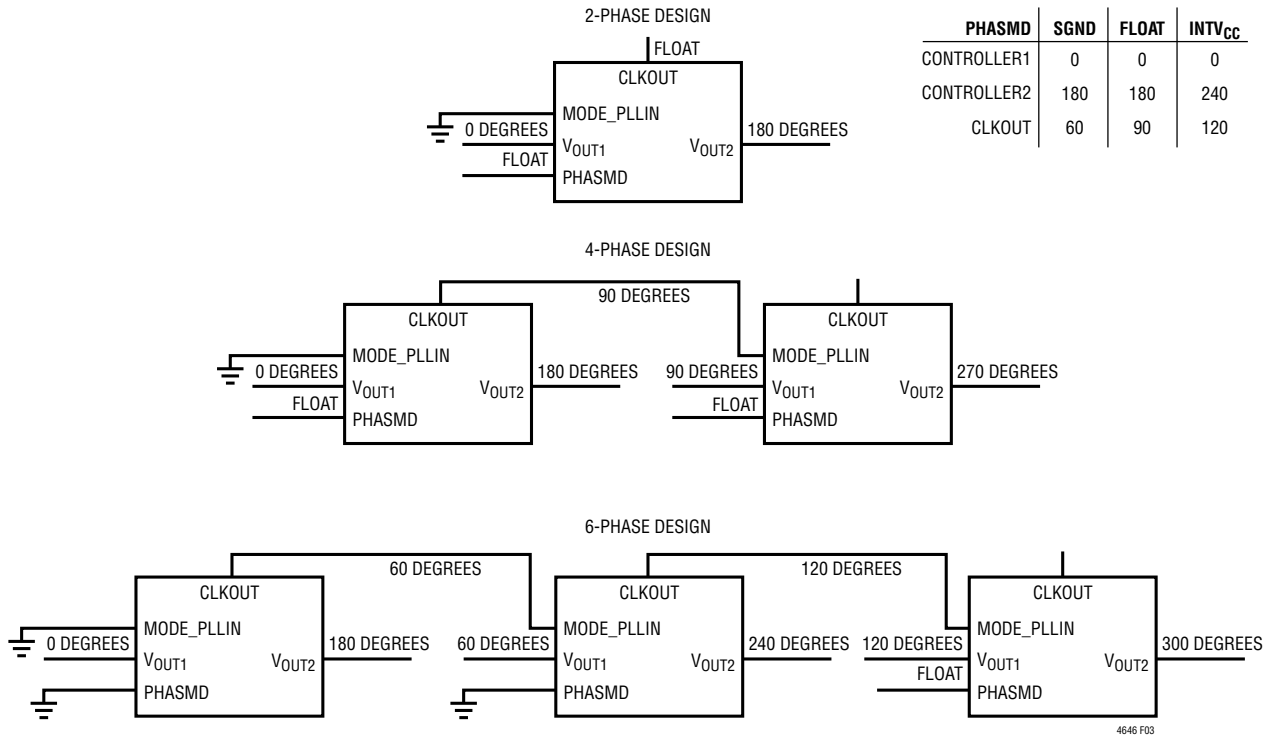 2-PHASE DESIGN
FLOAT
CLKOUT
MODE_PLLIN
0 DEGREES
VOUT1
VOUT2
180 DEGREES
FLOAT
PHASMD
PHASMD SGND FLOAT INTVCC
CONTROLLER1 0 0 0
CONTROLLER2 180 180 240
CLKOUT 60 90 120
4-PHASE DESIGN
90 DEGREES
CLKOUT
MODE_PLLIN
0 DEGREES
VOUT1
VOUT2
180 DEGREES
FLOAT
PHASMD
CLKOUT
MODE_PLLIN
90 DEGREES
VOUT1
VOUT2
270 DEGREES
FLOAT
PHASMD
6-PHASE DESIGN
60 DEGREES
120 DEGREES
CLKOUT
MODE_PLLIN
0 DEGREES
VOUT1
VOUT2
180 DEGREES
PHASMD
CLKOUT
MODE_PLLIN
60 DEGREES
VOUT1
VOUT2
240 DEGREES
PHASMD
CLKOUT
MODE_PLLIN
120 DEGREES
VOUT1
VOUT2
300 DEGREES
FLOAT
PHASMD
4646 F03